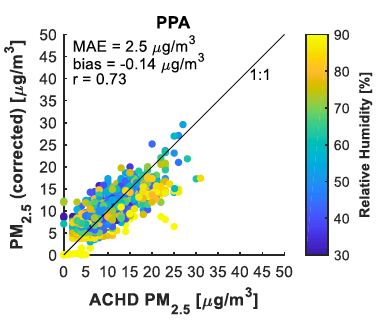 PPA
MAE = 2.5 μg/m³
bias = -0.14 μg/m³
r = 0.73
1:1
50
45
40
35
30
25
20
15
10
5
0
0 5 10 15 20 25 30 35 40 45 50
PM₂.₅ (corrected) [μg/m³]
ACHD PM₂.₅ [μg/m³]
90
80
70
60
50
40
30
Relative Humidity [%]